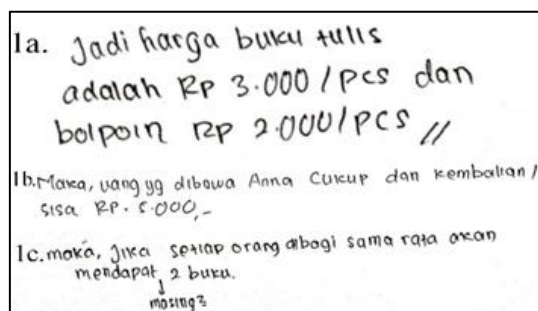 1a. Jadi harga buku tulis
adalah Rp 3.000 / pcs dan
bolpoin Rp 2.000/pcs //
1b. Maka, uang yg dibawa Anna cukup dan kembalian /
sisa RP. 5.000,-
1c. maka, jika setiap orang dibagi sama rata akan
mendapat 2 buku.
↓
masing2